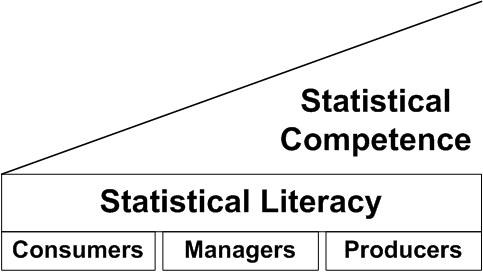 Statistical
Competence
Statistical Literacy
Consumers Managers Producers